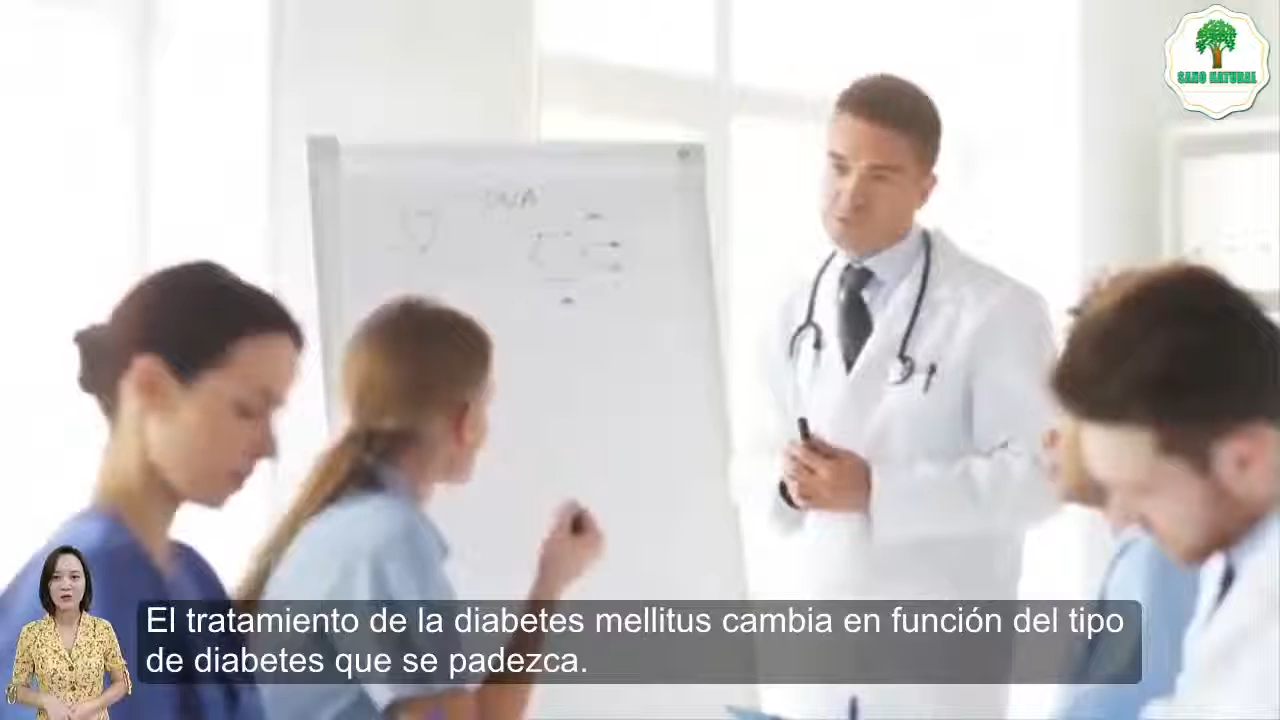 SANO NATURAL
El tratamiento de la diabetes mellitus cambia en función del tipo
de diabetes que se padezca.